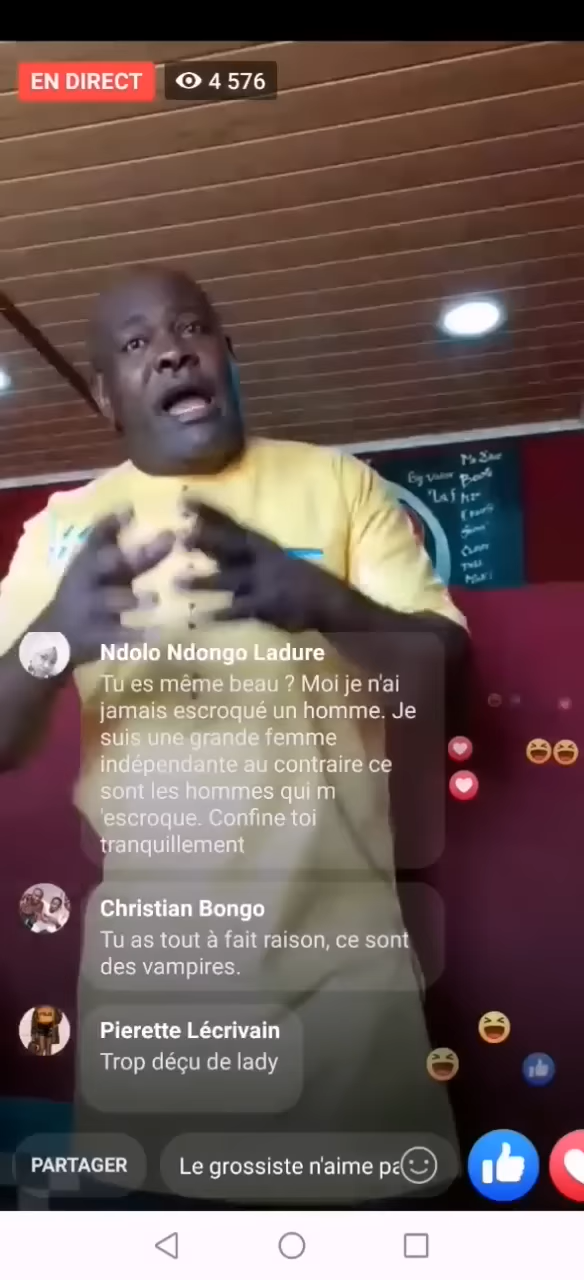 EN DIRECT
4 576
Ndolo Ndongo Ladure
Tu es même beau ? Moi je n'ai
jamais escroqué un homme. Je
suis une grande femme
indépendante au contraire ce
sont les hommes qui m
'escroque. Confine toi
tranquillement
Christian Bongo
Tu as tout à fait raison, ce sont
des vampires.
Pierette Lécrivain
Trop déçu de lady
PARTAGER
Le grossiste n'aime pa